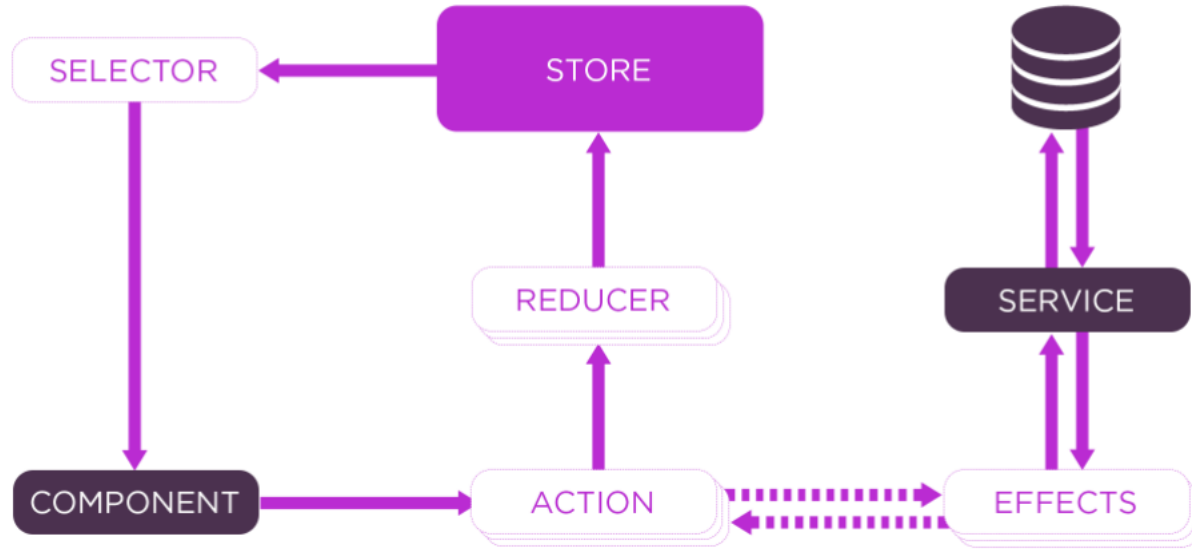 SELECTOR
STORE
REDUCER
SERVICE
COMPONENT
ACTION
EFFECTS